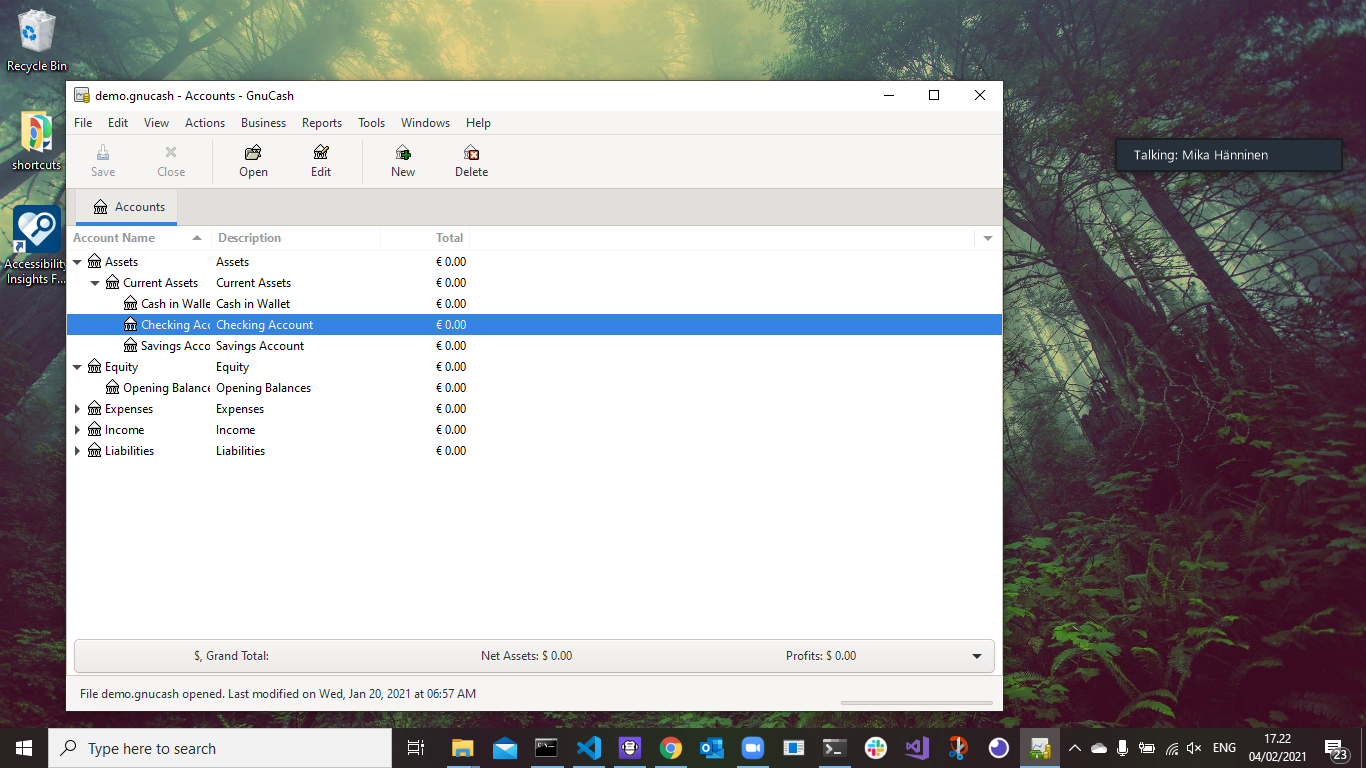 Recycle Bin
shortcuts
Accessibility
Insights F...
demo.gnucash - Accounts - GnuCash
File Edit View Actions Business Reports Tools Windows Help
Save Close Open Edit New Delete
Accounts
Account Name Description Total
Assets Assets € 0.00
Current Assets Current Assets € 0.00
Cash in Walle Cash in Wallet € 0.00
Checking Acc Checking Account € 0.00
Savings Acco Savings Account € 0.00
Equity Equity € 0.00
Opening Balance Opening Balances € 0.00
Expenses Expenses € 0.00
Income Income € 0.00
Liabilities Liabilities € 0.00
$, Grand Total: Net Assets: $ 0.00 Profits: $ 0.00
File demo.gnucash opened. Last modified on Wed, Jan 20, 2021 at 06:57 AM
Talking: Mika Hänninen
Type here to search
ENG
17.22
04/02/2021
23